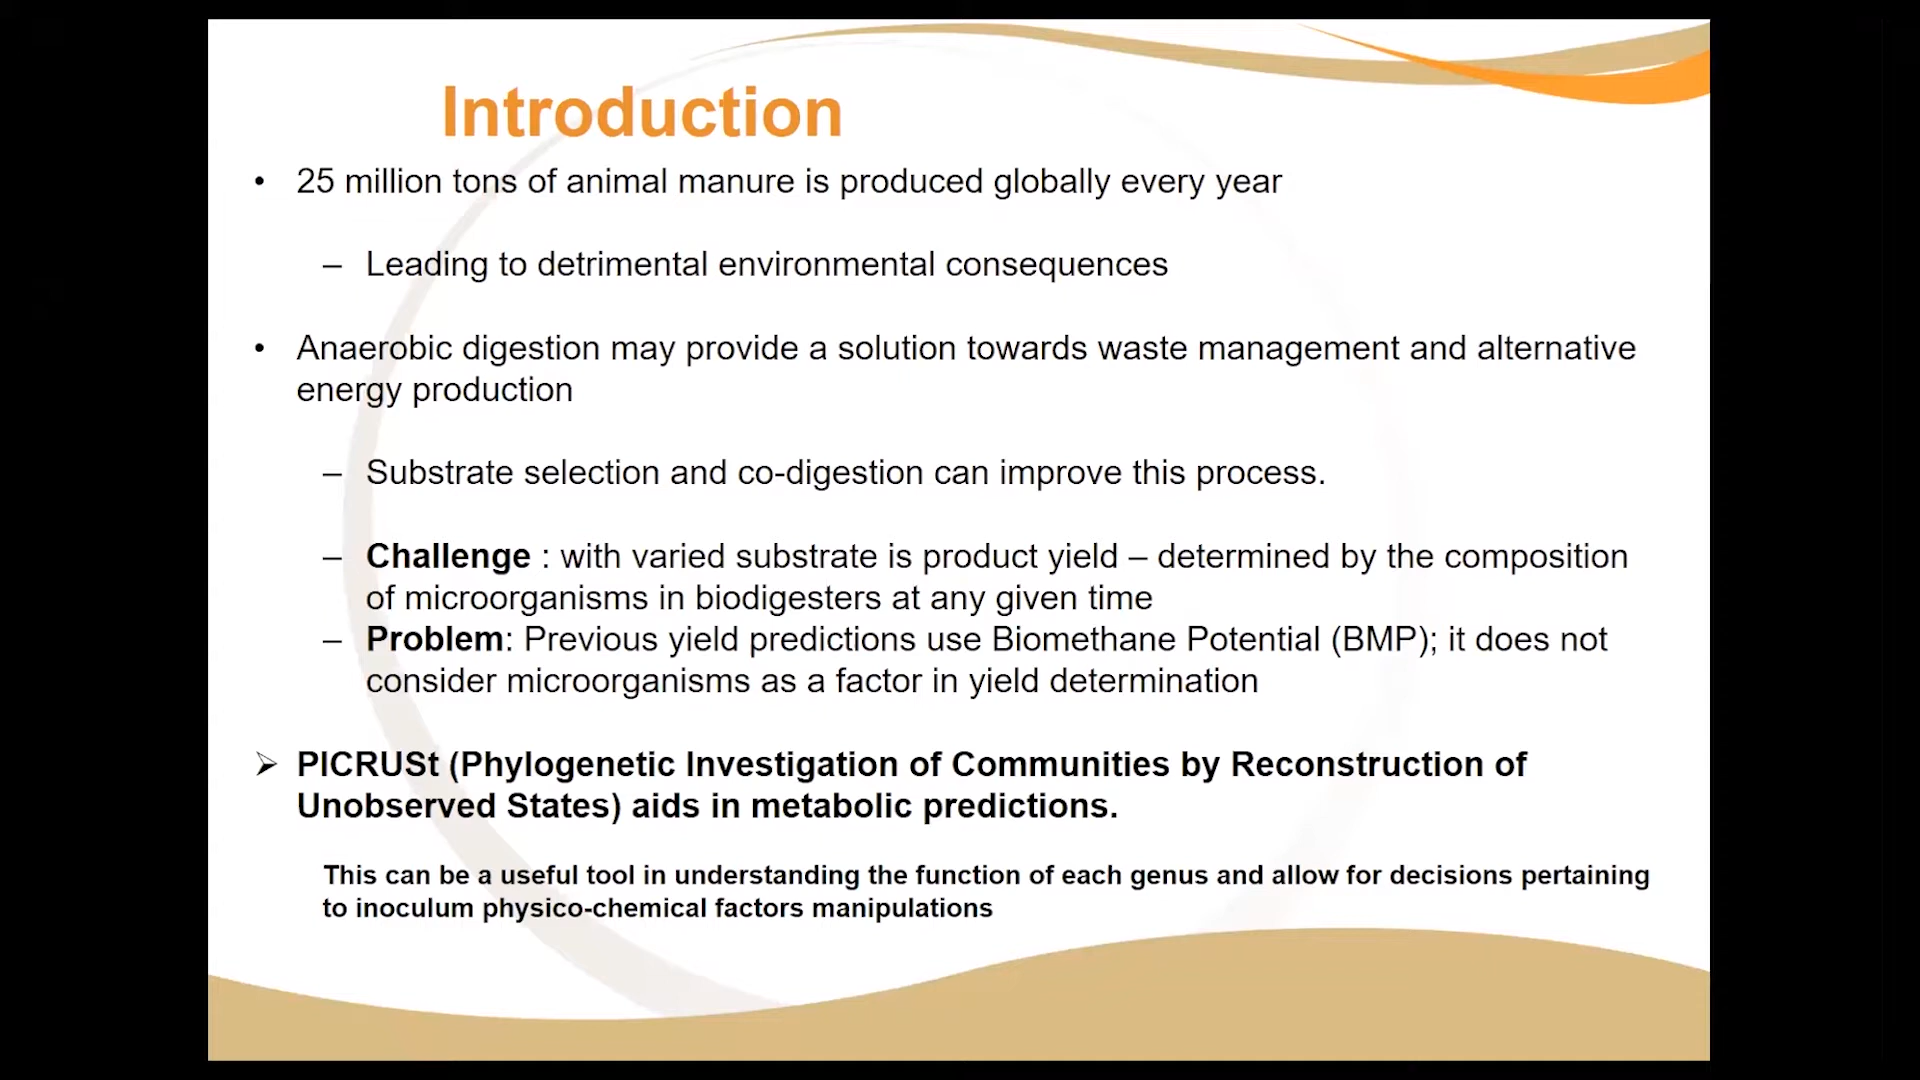 Introduction
• 25 million tons of animal manure is produced globally every year
– Leading to detrimental environmental consequences
• Anaerobic digestion may provide a solution towards waste management and alternative
energy production
– Substrate selection and co-digestion can improve this process.
– Challenge : with varied substrate is product yield – determined by the composition
of microorganisms in biodigesters at any given time
– Problem: Previous yield predictions use Biomethane Potential (BMP); it does not
consider microorganisms as a factor in yield determination
➢ PICRUSt (Phylogenetic Investigation of Communities by Reconstruction of
Unobserved States) aids in metabolic predictions.
This can be a useful tool in understanding the function of each genus and allow for decisions pertaining
to inoculum physico-chemical factors manipulations